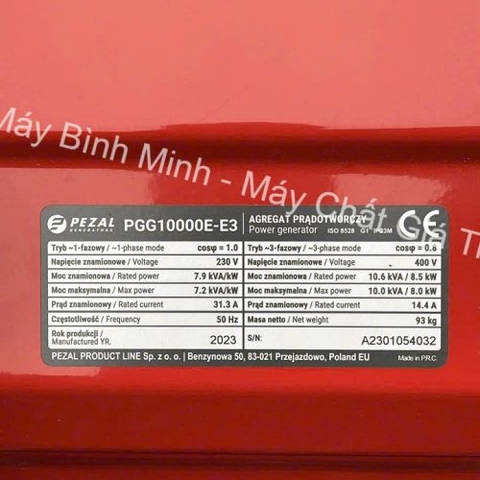 Máy Bình Minh - Máy Chất Giá
PEZAL
GENERATORS
PGG10000E-E3
AGREGAT PRĄDOTWÓRCZY
Power generator ISO 8528 G1 IP23M
CE
Tryb ~1-fazowy / ~1-phase mode cosφ = 1.0
Napięcie znamionowe / Voltage 230 V
Moc znamionowa / Rated power 7.9 kVA/kW
Moc maksymalna / Max power 7.2 kVA/kW
Prąd znamionowy / Rated current 31.3 A
Częstotliwość / Frequency 50 Hz
Rok produkcji /
Manufactured YR. 2023
Tryb ~3-fazowy / ~3-phase mode cosφ = 0.8
Napięcie znamionowe / Voltage 400 V
Moc znamionowa / Rated power 10.6 kVA / 8.5 kW
Moc maksymalna / Max power 10.0 kVA / 8.0 kW
Prąd znamionowy / Rated current 14.4 A
Masa netto / Net weight 93 kg
S/N: A2301054032
PEZAL PRODUCT LINE Sp. z o. o. | Benzynowa 50, 83-021 Przejazdowo, Poland EU
Made in P.R.C.